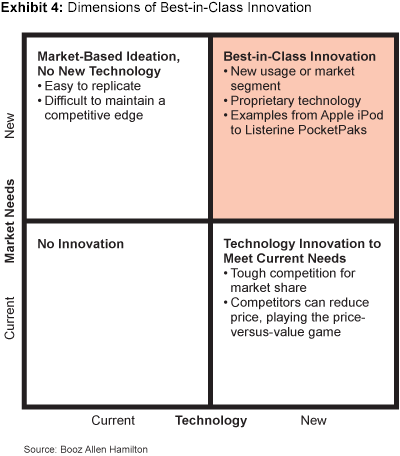 Exhibit 4: Dimensions of Best-in-Class Innovation
Market-Based Ideation,
No New Technology
• Easy to replicate
• Difficult to maintain a
competitive edge
Best-in-Class Innovation
• New usage or market
segment
• Proprietary technology
• Examples from Apple iPod
to Listerine PocketPaks
New
Market Needs
Current
No Innovation
Technology Innovation to
Meet Current Needs
• Tough competition for
market share
• Competitors can reduce
price, playing the price-
versus-value game
Current Technology New
Source: Booz Allen Hamilton